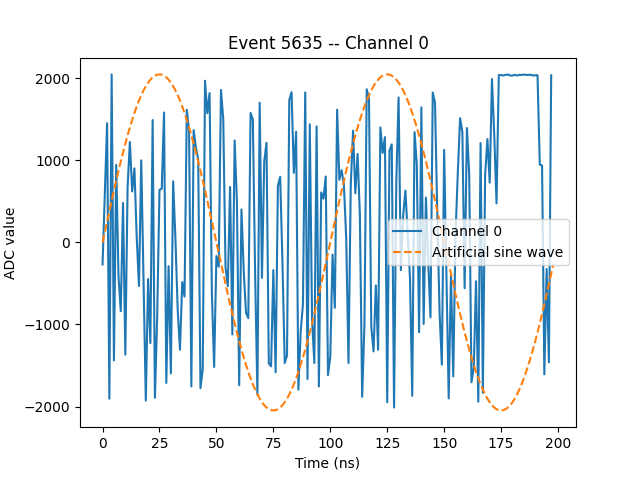 Event 5635 -- Channel 0
ADC value
2000
1000
0
−1000
−2000
Channel 0
Artificial sine wave
0 25 50 75 100 125 150 175 200
Time (ns)